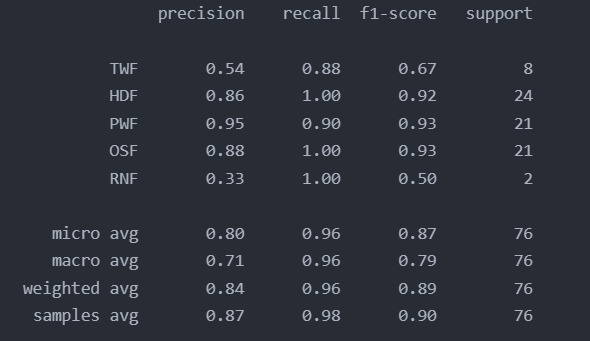 precision recall f1-score support
TWF 0.54 0.88 0.67 8
HDF 0.86 1.00 0.92 24
PWF 0.95 0.90 0.93 21
OSF 0.88 1.00 0.93 21
RNF 0.33 1.00 0.50 2
micro avg 0.80 0.96 0.87 76
macro avg 0.71 0.96 0.79 76
weighted avg 0.84 0.96 0.89 76
samples avg 0.87 0.98 0.90 76